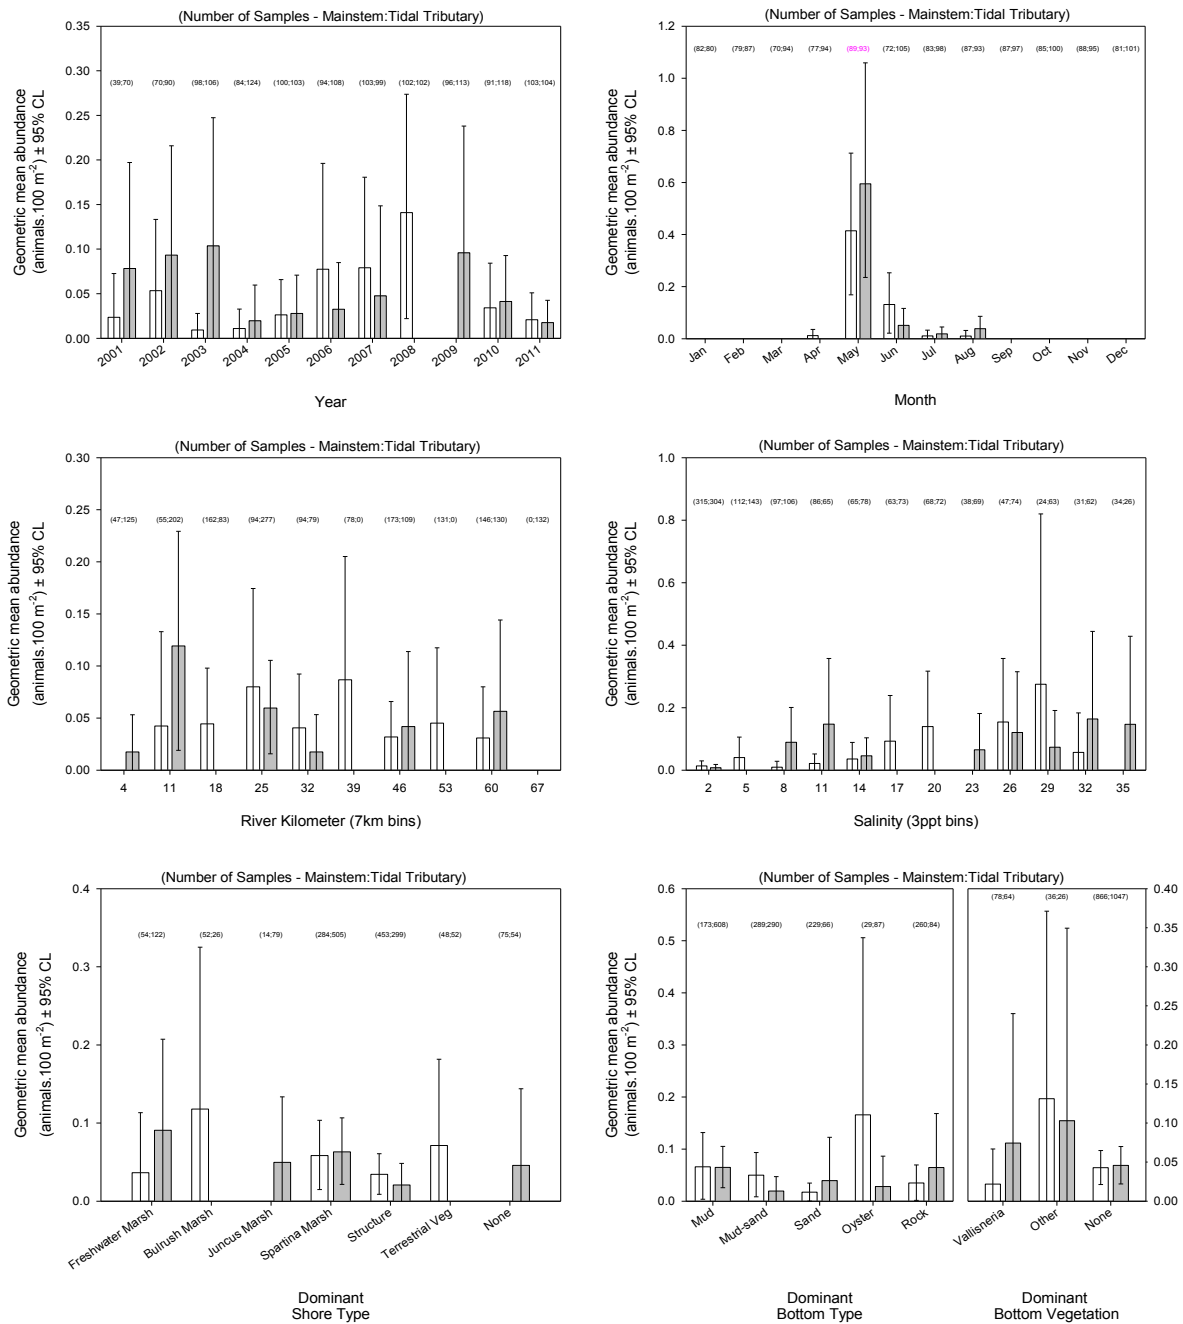 (Number of Samples - Mainstem:Tidal Tributary)
Geometric mean abundance
(animals.100 m-2) ± 95% CL
0.35
0.30
0.25
0.20
0.15
0.10
0.05
0.00
(39;70) (70;90) (98;106) (84;124) (100;103) (94;108) (103;99) (102;102) (96;113) (91;118) (103;104)
2001 2002 2003 2004 2005 2006 2007 2008 2009 2010 2011
Year
(Number of Samples - Mainstem:Tidal Tributary)
Geometric mean abundance
(animals.100 m-2) ± 95% CL
1.2
1.0
0.8
0.6
0.4
0.2
0.0
(82;80) (79;87) (70;94) (77;94) (89:93) (72;105) (83;98) (87;93) (87;97) (85;100) (88;95) (81;101)
Jan Feb Mar Apr May Jun Jul Aug Sep Oct Nov Dec
Month
(Number of Samples - Mainstem:Tidal Tributary)
Geometric mean abundance
(animals.100 m-2) ± 95% CL
0.30
0.25
0.20
0.15
0.10
0.05
0.00
(47;125) (55;202) (162;83) (94;277) (94;79) (78;0) (173;109) (131;0) (146;130) (0;132)
4 11 18 25 32 39 46 53 60 67
River Kilometer (7km bins)
(Number of Samples - Mainstem:Tidal Tributary)
Geometric mean abundance
(animals.100 m-2) ± 95% CL
1.0
0.8
0.6
0.4
0.2
0.0
(315;304) (112;143) (97;106) (86;65) (65;78) (63;73) (68;72) (38;69) (47;74) (24;63) (31;62) (34;26)
2 5 8 11 14 17 20 23 26 29 32 35
Salinity (3ppt bins)
(Number of Samples - Mainstem:Tidal Tributary)
Geometric mean abundance
(animals.100 m-2) ± 95% CL
0.4
0.3
0.2
0.1
0.0
(54;122) (52;26) (14;79) (284;505) (453;299) (48;52) (75;54)
Freshwater Marsh Bulrush Marsh Juncus Marsh Spartina Marsh Structure Terrestrial Veg None
Dominant
Shore Type
(Number of Samples - Mainstem:Tidal Tributary)
Geometric mean abundance
(animals.100 m-2) ± 95% CL
0.6
0.5
0.4
0.3
0.2
0.1
0.0
(173;608) (289;290) (229;66) (29;87) (260;84)
Mud Mud-sand Sand Oyster Rock
Dominant
Bottom Type
(78;64) (36;26) (866;1047)
0.40
0.35
0.30
0.25
0.20
0.15
0.10
0.05
0.00
Vallisneria Other None
Dominant
Bottom Vegetation